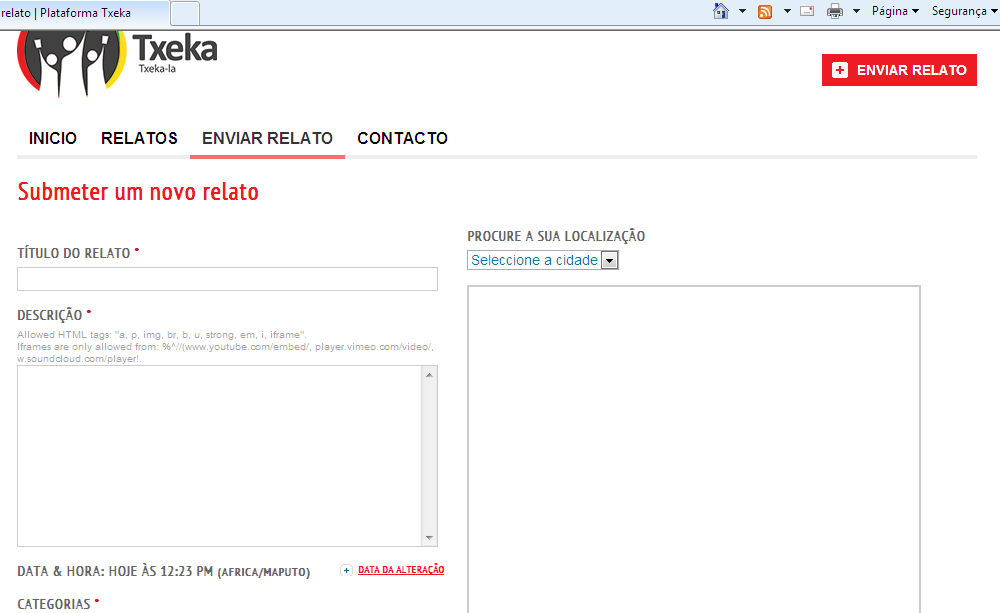 relato | Plataforma Txeka
Página
Segurança
Txeka
Txeka-la
ENVIAR RELATO
INICIO RELATOS ENVIAR RELATO CONTACTO
Submeter um novo relato
TÍTULO DO RELATO *
DESCRIÇÃO *
Allowed HTML tags: "a, p, img, br, b, u, strong, em, i, iframe".
Iframes are only allowed from: %^//(www.youtube.com/embed/, player.vimeo.com/video/,
w.soundcloud.com/player!.
DATA & HORA: HOJE ÀS 12:23 PM (AFRICA/MAPUTO)
DATA DA ALTERAÇÃO
CATEGORIAS *
PROCURE A SUA LOCALIZAÇÃO
Seleccione a cidade